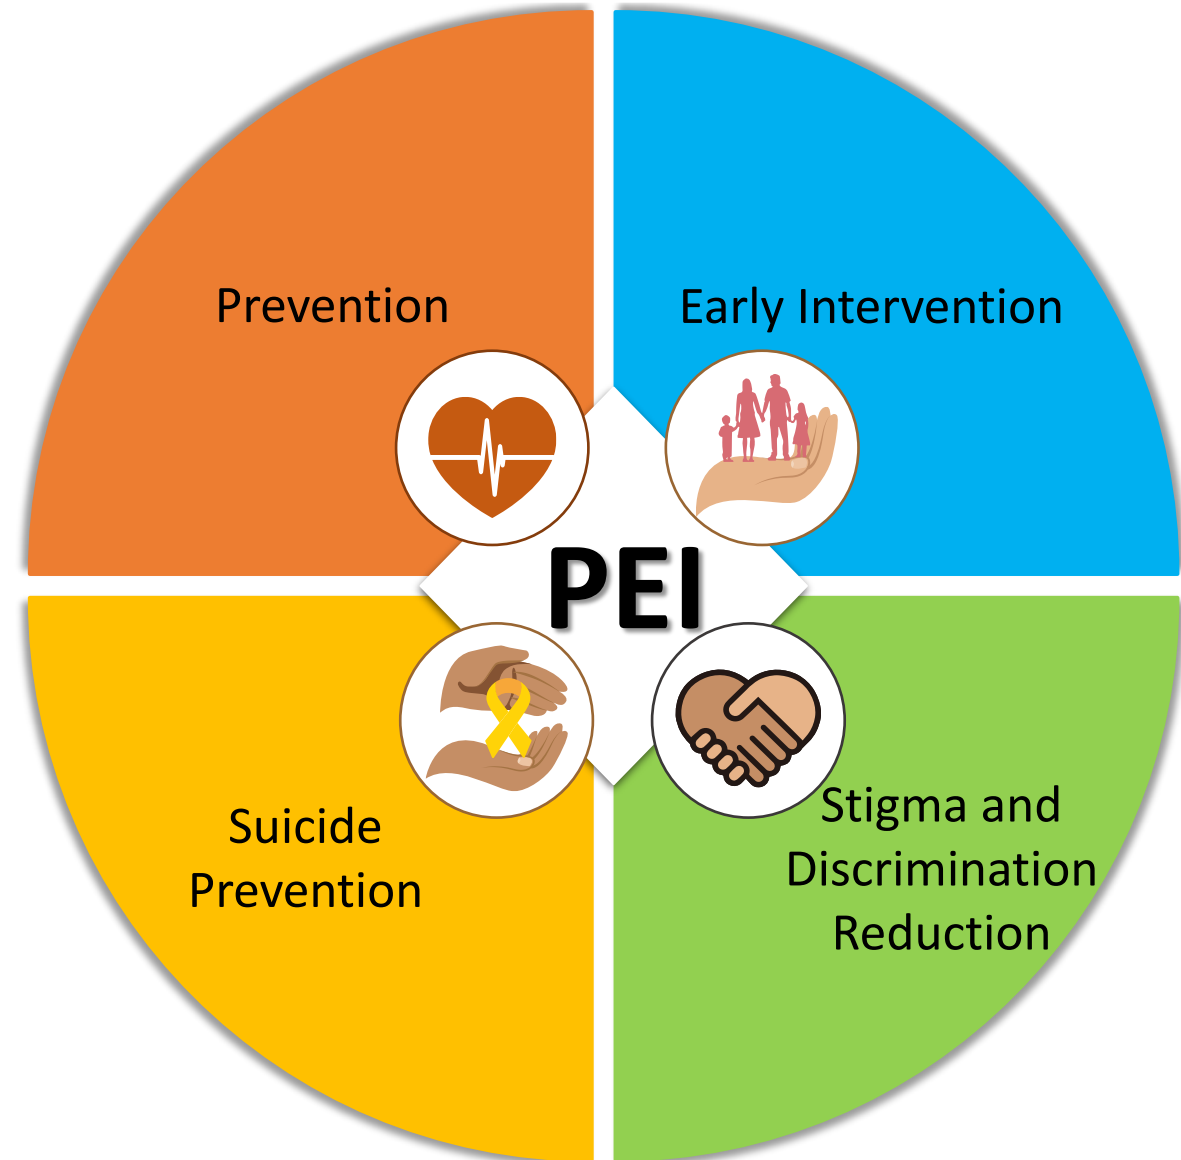 Prevention
Early Intervention
PEI
Suicide
Prevention
Stigma and
Discrimination
Reduction